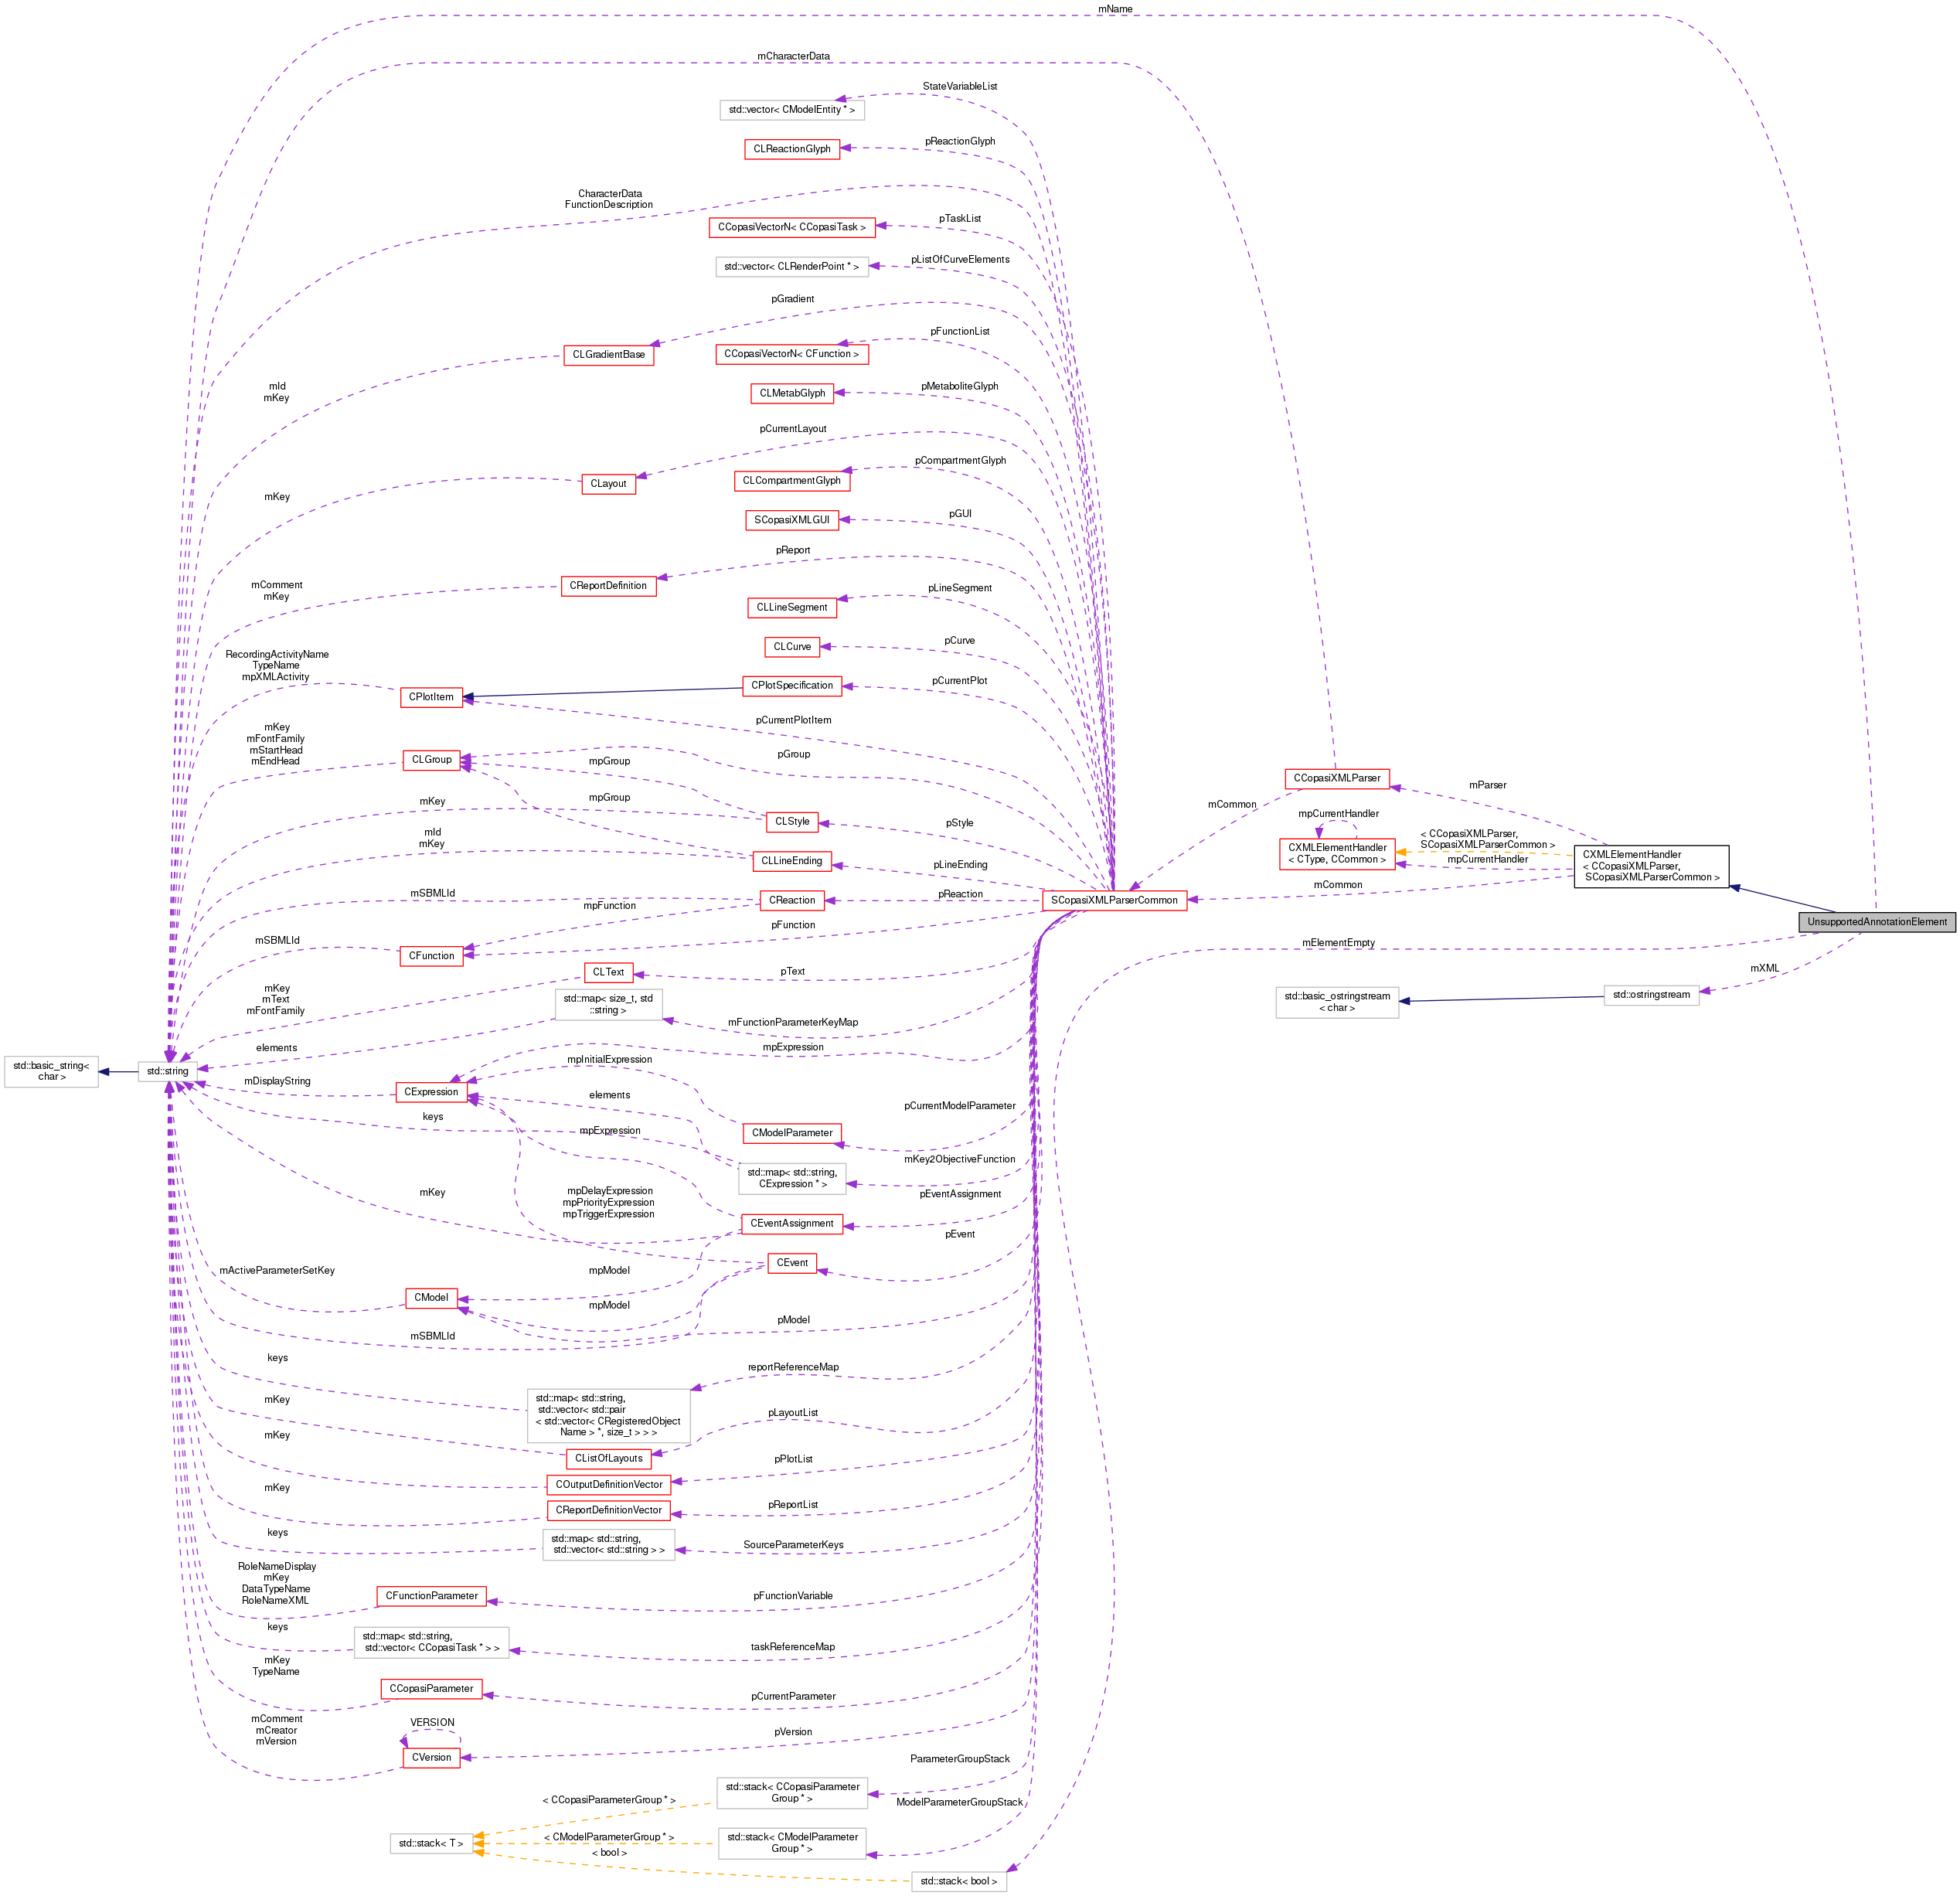 mName
mCharacterData
StateVariableList
std::vector< CModelEntity * >
pReactionGlyph
CLReactionGlyph
CharacterData
FunctionDescription
pTaskList
CCopasiVectorN< CCopasiTask >
pListOfCurveElements
std::vector< CLRenderPoint * >
pGradient
pFunctionList
CLGradientBase
CCopasiVectorN< CFunction >
mId
mKey
pMetaboliteGlyph
CLMetabGlyph
pCurrentLayout
pCompartmentGlyph
CLayout
CLCompartmentGlyph
mKey
pGUI
SCopasiXMLGUI
pReport
mComment
mKey
CReportDefinition
pLineSegment
CLLineSegment
pCurve
CLCurve
RecordingActivityName
TypeName
mpXMLActivity
CPlotItem
CPlotSpecification
pCurrentPlot
pCurrentPlotItem
mKey
mFontFamily
mStartHead
mEndHead
CLGroup
mpGroup
pGroup
CCopasiXMLParser
mParser
mKey
mpGroup
CLStyle
pStyle
mCommon
mpCurrentHandler
CXMLElementHandler
< CType, CCommon >
< CCopasiXMLParser,
SCopasiXMLParserCommon >
mpCurrentHandler
CXMLElementHandler
< CCopasiXMLParser,
SCopasiXMLParserCommon >
mId
mKey
CLLineEnding
pLineEnding
mSBMLId
CReaction
pReaction
SCopasiXMLParserCommon
mCommon
mpFunction
pFunction
UnsupportedAnnotationElement
mSBMLId
CFunction
mElementEmpty
mXML
CLText
pText
mKey
mText
mFontFamily
std::map< size_t, std
::string >
mFunctionParameterKeyMap
std::basic_ostringstream
< char >
std::ostringstream
elements
mpExpression
mpInitialExpression
std::basic_string<
char >
std::string
mDisplayString
CExpression
elements
keys
mpExpression
pCurrentModelParameter
CModelParameter
mKey2ObjectiveFunction
std::map< std::string,
CExpression * >
mKey
mpDelayExpression
mpPriorityExpression
mpTriggerExpression
pEventAssignment
CEventAssignment
pEvent
CEvent
mActiveParameterSetKey
mpModel
CModel
mpModel
pModel
mSBMLId
keys
reportReferenceMap
std::map< std::string,
std::vector< std::pair
< std::vector< CRegisteredObject
Name > *, size_t > > >
mKey
pLayoutList
CListOfLayouts
mKey
pPlotList
COutputDefinitionVector
mKey
pReportList
CReportDefinitionVector
keys
SourceParameterKeys
std::map< std::string,
std::vector< std::string > >
RoleNameDisplay
mKey
DataTypeName
RoleNameXML
CFunctionParameter
pFunctionVariable
keys
std::map< std::string,
std::vector< CCopasiTask * > >
taskReferenceMap
mKey
TypeName
CCopasiParameter
pCurrentParameter
mComment
mCreator
mVersion
VERSION
CVersion
pVersion
ParameterGroupStack
std::stack< CCopasiParameter
Group * >
< CCopasiParameterGroup * >
ModelParameterGroupStack
std::stack< T >
< CModelParameterGroup * >
std::stack< CModelParameter
Group * >
< bool >
std::stack< bool >